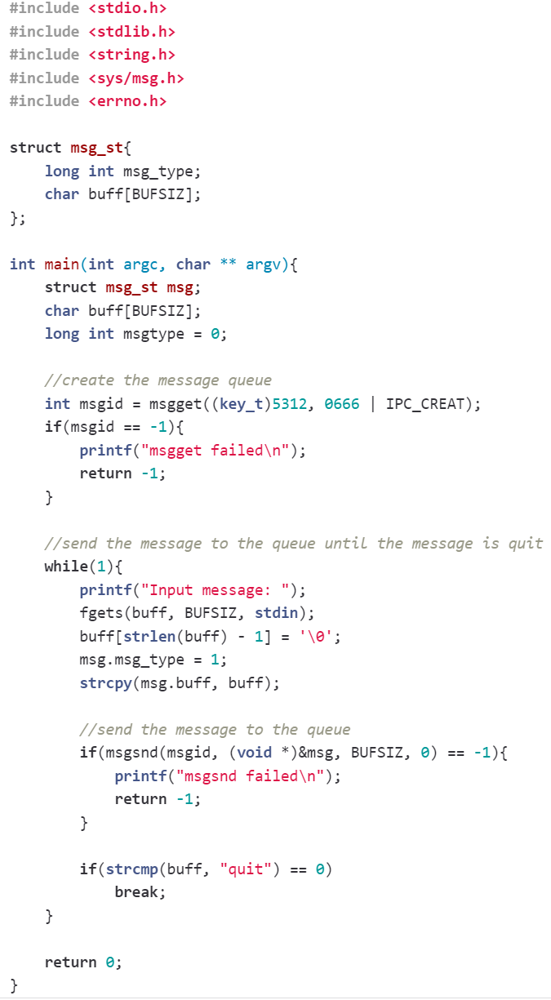 #include <stdio.h>
#include <stdlib.h>
#include <string.h>
#include <sys/msg.h>
#include <errno.h>

struct msg_st{
    long int msg_type;
    char buff[BUFSIZ];
};

int main(int argc, char ** argv){
    struct msg_st msg;
    char buff[BUFSIZ];
    long int msgtype = 0;

    //create the message queue
    int msgid = msgget((key_t)5312, 0666 | IPC_CREAT);
    if(msgid == -1){
        printf("msgget failed\n");
        return -1;
    }

    //send the message to the queue until the message is quit
    while(1){
        printf("Input message: ");
        fgets(buff, BUFSIZ, stdin);
        buff[strlen(buff) - 1] = '\0';
        msg.msg_type = 1;
        strcpy(msg.buff, buff);

        //send the message to the queue
        if(msgsnd(msgid, (void *)&msg, BUFSIZ, 0) == -1){
            printf("msgsnd failed\n");
            return -1;
        }

        if(strcmp(buff, "quit") == 0)
            break;
    }

    return 0;
}